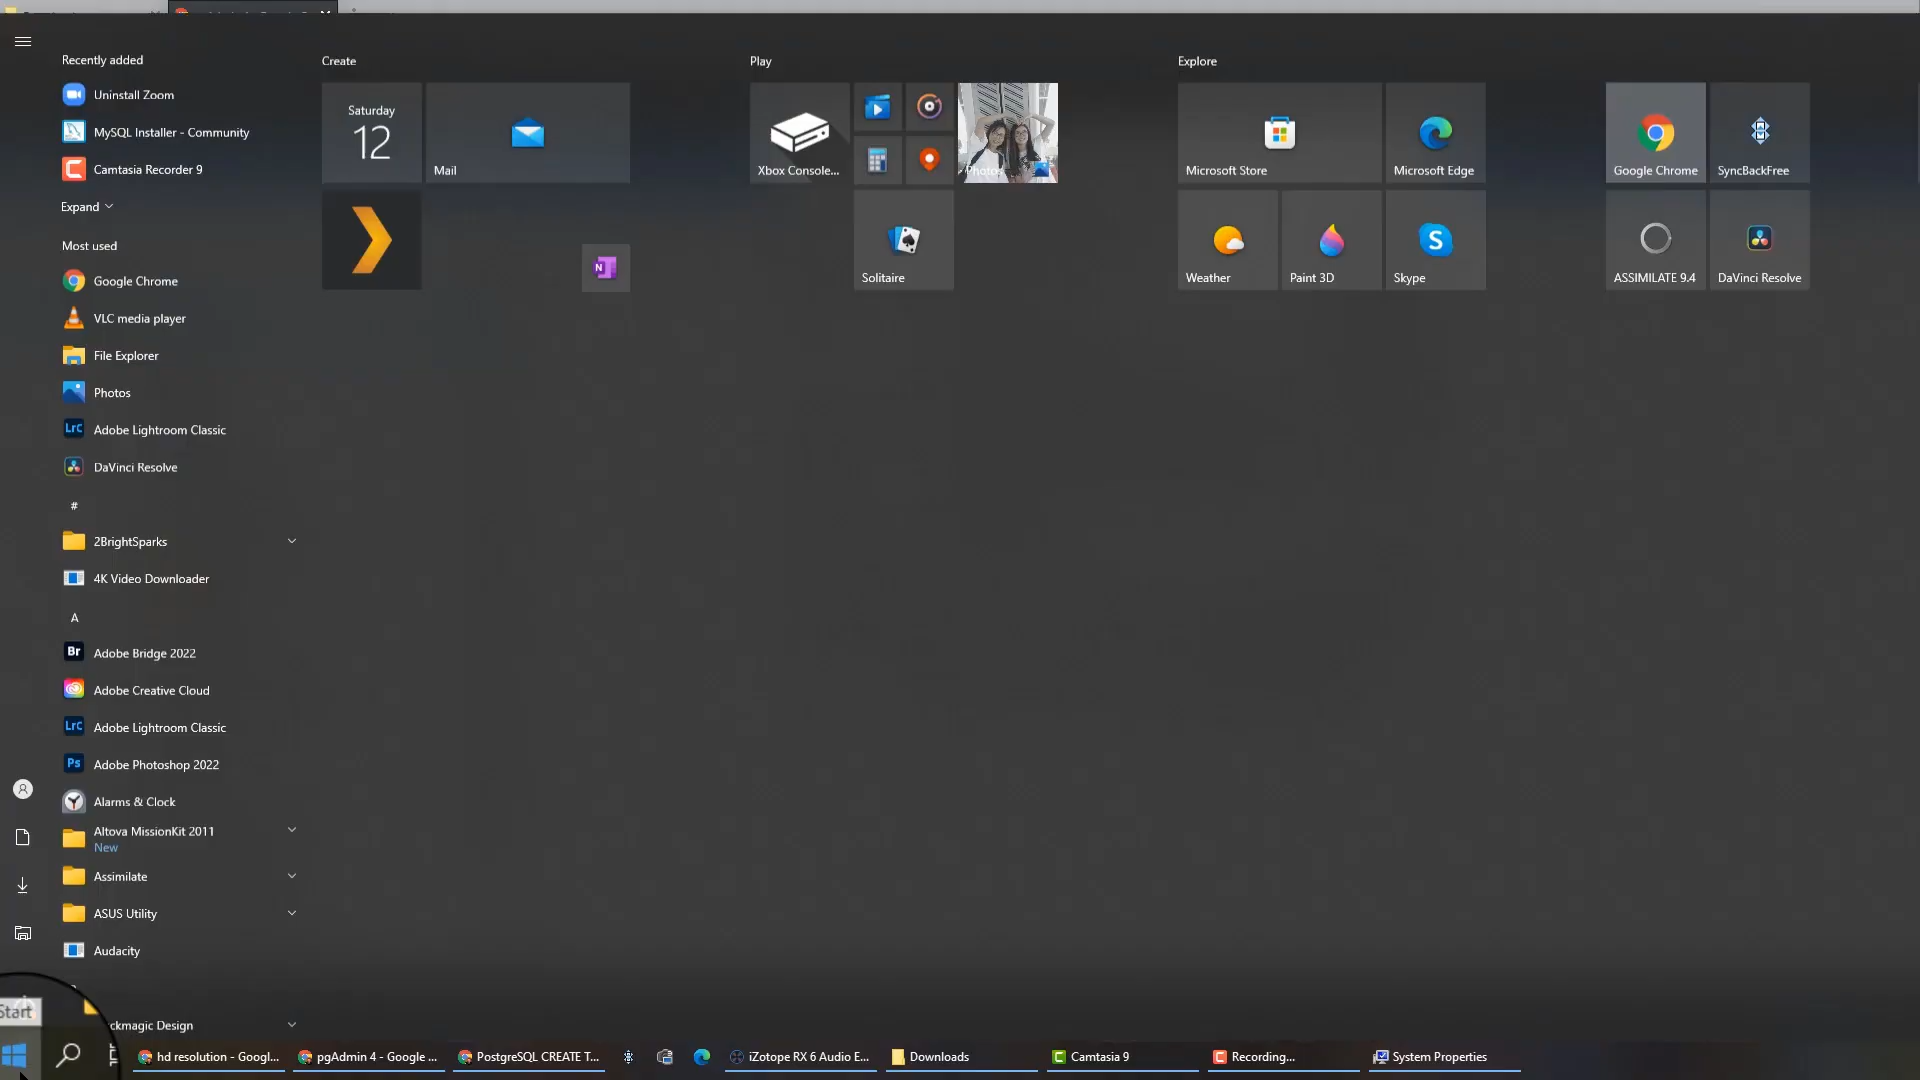 Recently added
Uninstall Zoom
MySQL Installer - Community
Camtasia Recorder 9
Expand
Most used
Google Chrome
VLC media player
File Explorer
Photos
LrC Adobe Lightroom Classic
DaVinci Resolve
#
2BrightSparks
4K Video Downloader
A
Br Adobe Bridge 2022
Adobe Creative Cloud
LrC Adobe Lightroom Classic
Ps Adobe Photoshop 2022
Alarms & Clock
Altova MissionKit 2011
New
Assimilate
ASUS Utility
Audacity
ckmagic Design
Create
Saturday
12
Mail
N
Play
Xbox Console...
Photos
Solitaire
Explore
Microsoft Store
Microsoft Edge
Weather
Paint 3D
S
Skype
Google Chrome
SyncBackFree
ASSIMILATE 9.4
DaVinci Resolve
Start
hd resolution - Googl...
pgAdmin 4 - Google ...
PostgreSQL CREATE T...
iZotope RX 6 Audio E...
Downloads
Camtasia 9
Recording...
System Properties